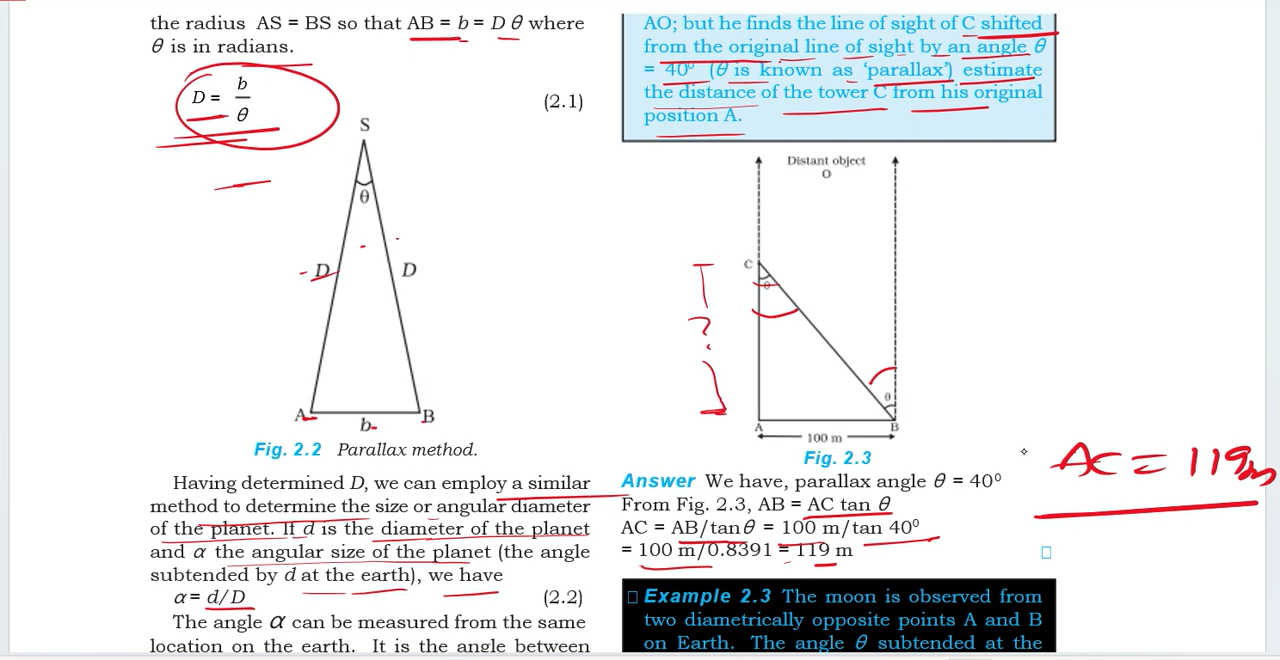 the radius AS = BS so that AB = b = D θ where
θ is in radians.
D = b/θ (2.1)
S
θ
D D
A B
b
Fig. 2.2 Parallax method.
Having determined D, we can employ a similar
method to determine the size or angular diameter
of the planet. If d is the diameter of the planet
and α the angular size of the planet (the angle
subtended by d at the earth), we have
α = d/D (2.2)
The angle α can be measured from the same
location on the earth. It is the angle between
AO; but he finds the line of sight of C shifted
from the original line of sight by an angle θ
= 40⁰ (θ is known as ‘parallax’) estimate
the distance of the tower C from his original
position A.
Distant object
O
C
θ
?
θ
A B
100 m
Fig. 2.3
Answer We have, parallax angle θ = 40⁰
From Fig. 2.3, AB = AC tan θ
AC = AB/tanθ = 100 m/tan 40⁰
= 100 m/0.8391 = 119 m
AC = 119m
Example 2.3 The moon is observed from
two diametrically opposite points A and B
on Earth. The angle θ subtended at the